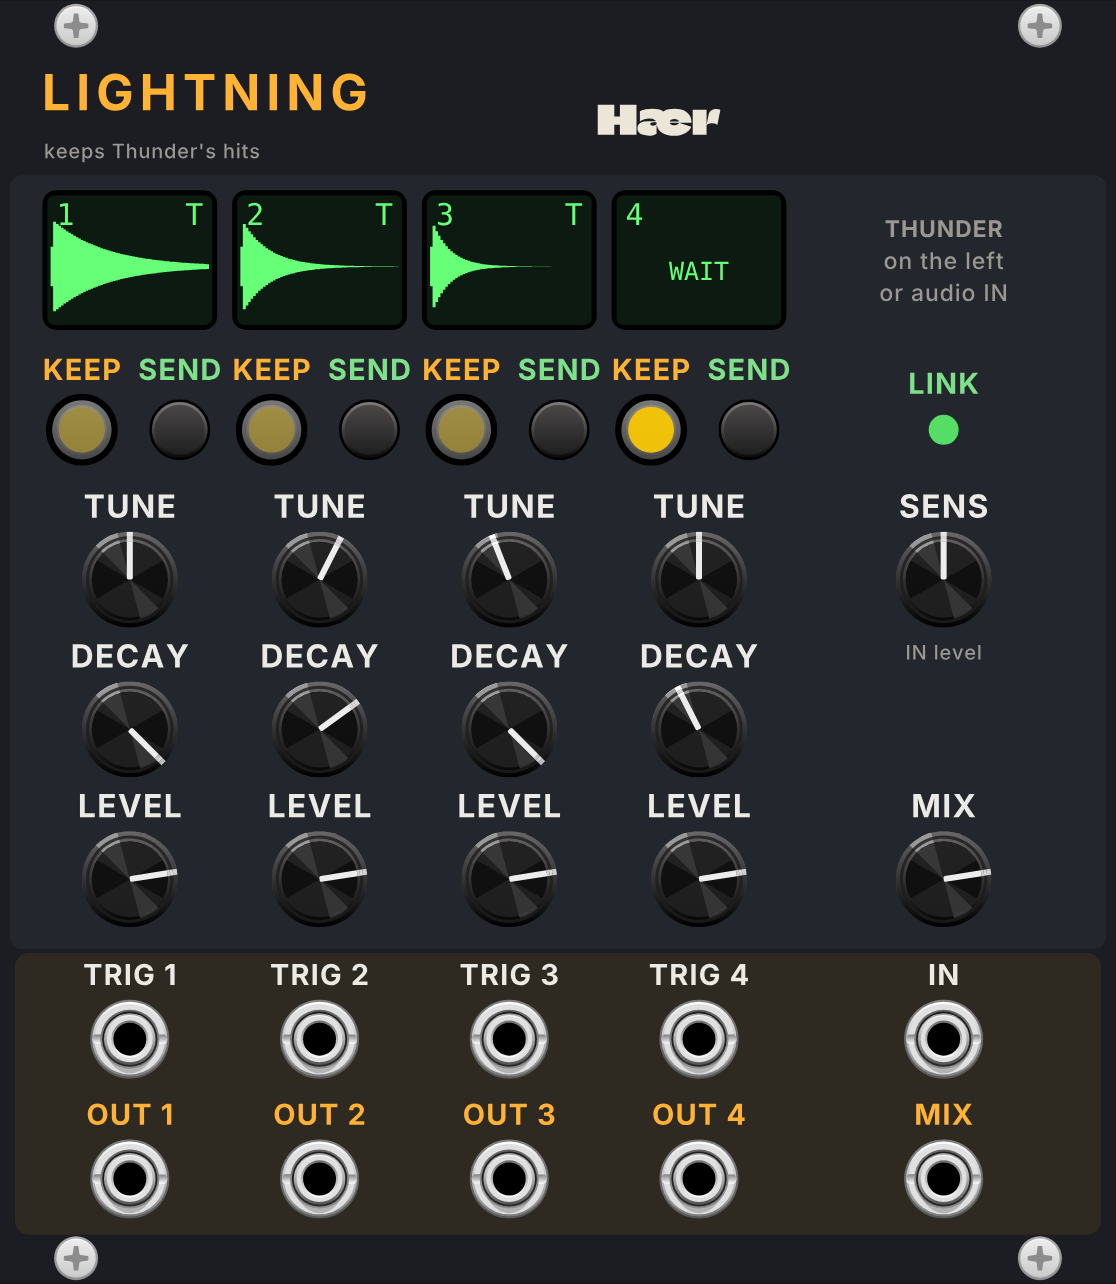 LIGHTNING
Hær
keeps Thunder's hits
1 T 2 T 3 T 4
WAIT
THUNDER
on the left
or audio IN
KEEP SEND KEEP SEND KEEP SEND KEEP SEND
LINK
TUNE TUNE TUNE TUNE SENS
DECAY DECAY DECAY DECAY IN level
LEVEL LEVEL LEVEL LEVEL MIX
TRIG 1 TRIG 2 TRIG 3 TRIG 4 IN
OUT 1 OUT 2 OUT 3 OUT 4 MIX